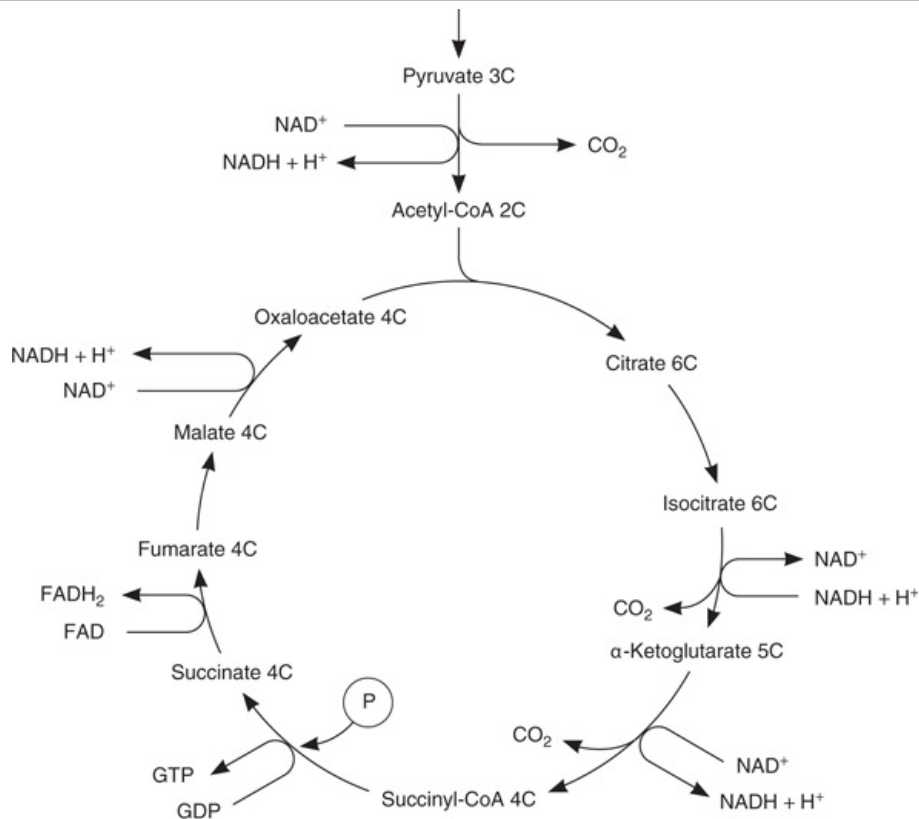 Pyruvate 3C
NAD⁺
NADH + H⁺
CO₂
Acetyl-CoA 2C
Oxaloacetate 4C
NADH + H⁺
NAD⁺
Citrate 6C
Malate 4C
Isocitrate 6C
Fumarate 4C
NAD⁺
FADH₂
NADH + H⁺
CO₂
FAD
α-Ketoglutarate 5C
Succinate 4C
P
CO₂
NAD⁺
GTP
NADH + H⁺
Succinyl-CoA 4C
GDP